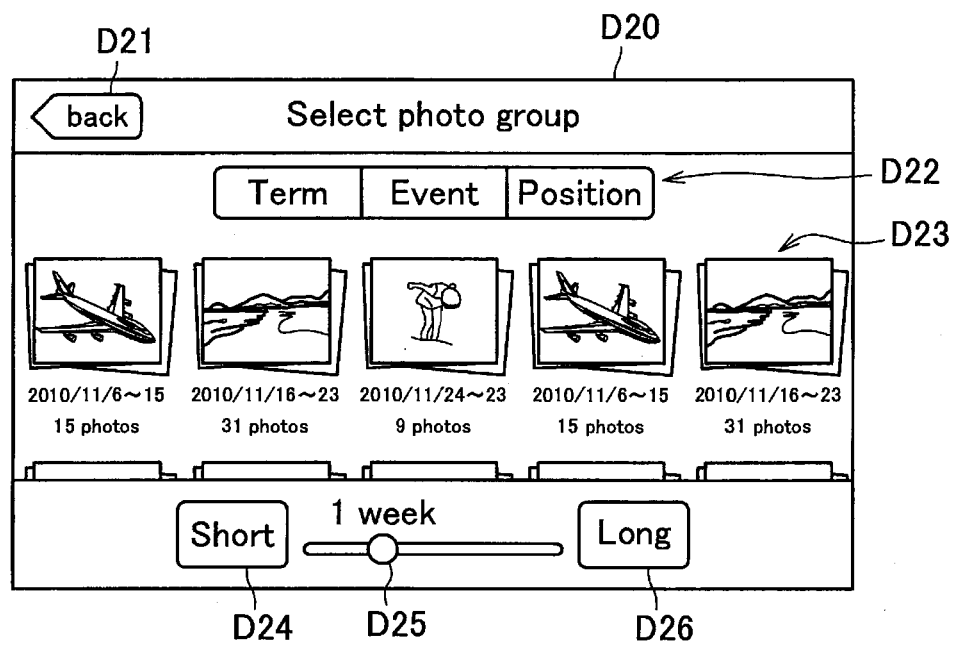 D21
D20
back
Select photo group
Term Event Position
D22
D23
2010/11/6~15 2010/11/16~23 2010/11/24~23 2010/11/6~15 2010/11/16~23
15 photos 31 photos 9 photos 15 photos 31 photos
Short 1 week Long
D24 D25 D26